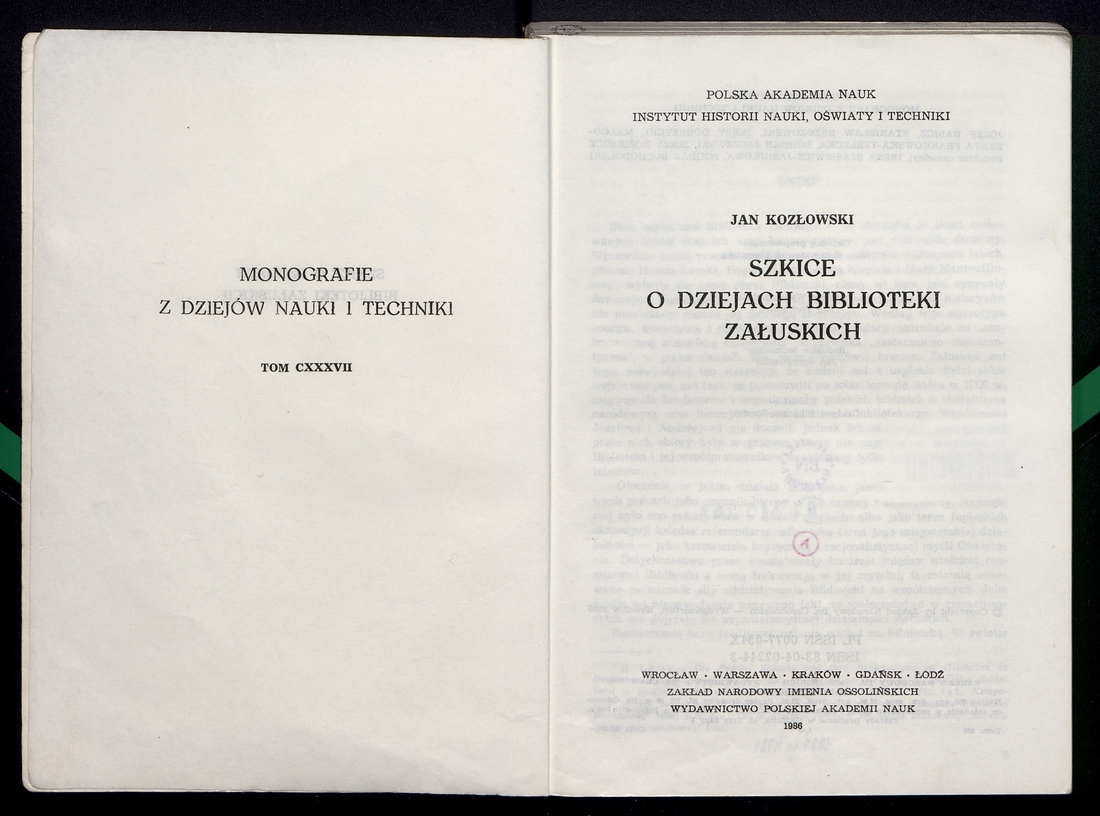 MONOGRAFIE
Z DZIEJÓW NAUKI I TECHNIKI
TOM CXXXVII
POLSKA AKADEMIA NAUK
INSTYTUT HISTORII NAUKI, OŚWIATY I TECHNIKI
JAN KOZŁOWSKI
SZKICE
O DZIEJACH BIBLIOTEKI
ZAŁUSKICH
A
WROCŁAW · WARSZAWA · KRAKÓW · GDAŃSK · ŁÓDŹ
ZAKŁAD NARODOWY IMIENIA OSSOLIŃSKICH
WYDAWNICTWO POLSKIEJ AKADEMII NAUK
1986